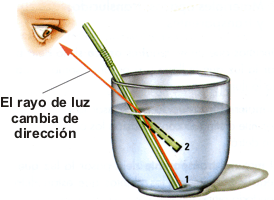 El rayo de luz
cambia de
dirección
2
1